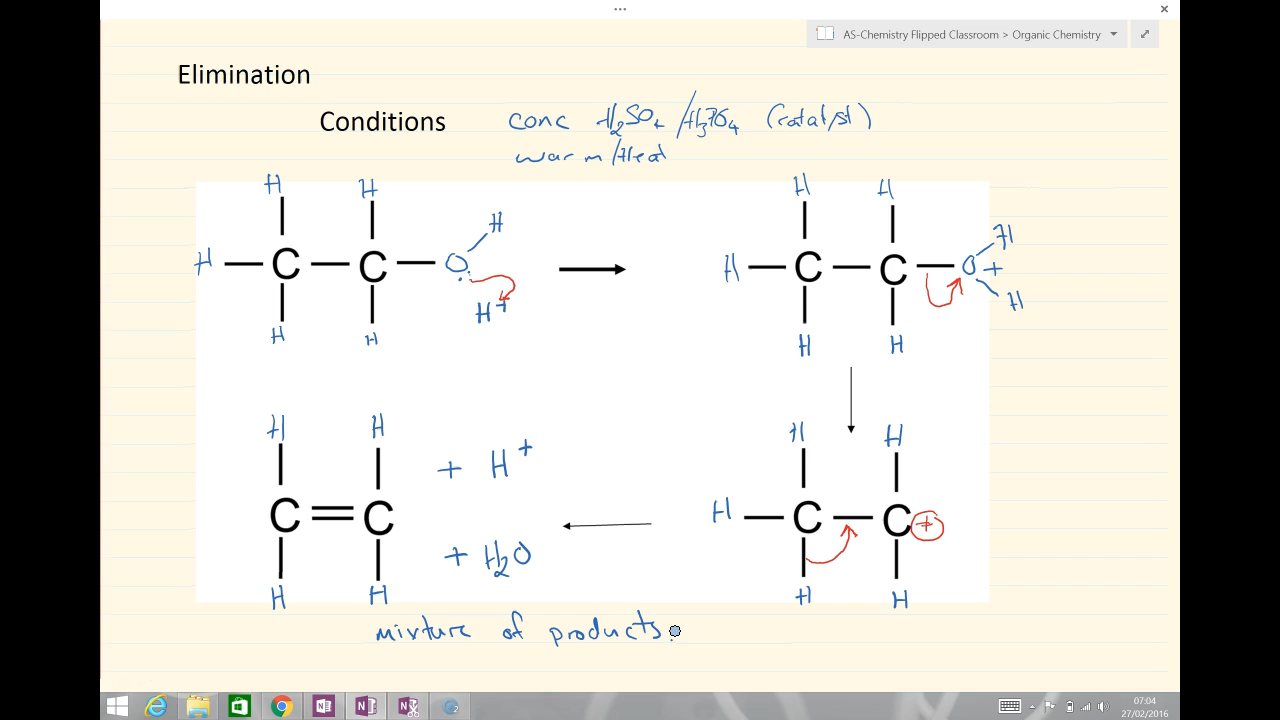 AS-Chemistry Flipped Classroom > Organic Chemistry
Elimination
Conditions conc H₂SO₄/H₃PO₄ (catalyst)
warm/Heat
H H H H
H H
H C C O H C C O +
H⁺ H
H H H H
H H H H
+ H⁺
C C H C C +
+ H₂O
H H H H
mixture of products.
07:04
27/02/2016